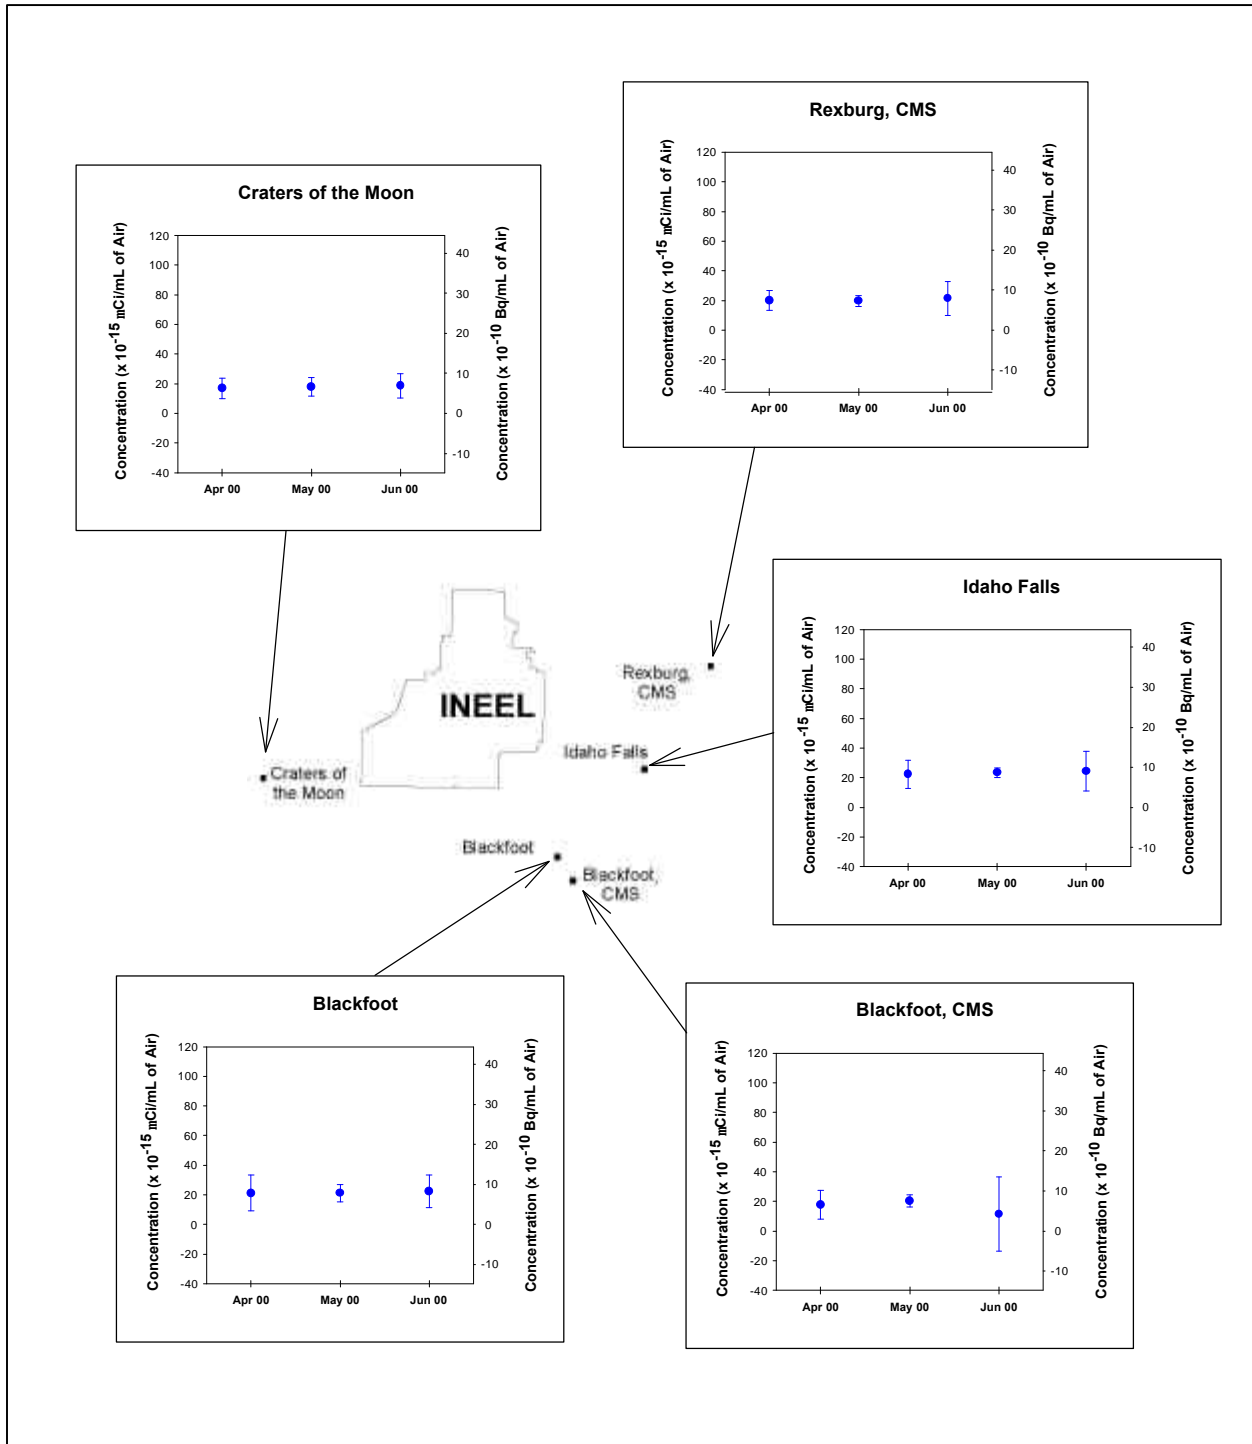 Rexburg, CMS
Concentration (x 10-15 mCi/mL of Air)
120
100
80
60
40
20
0
-20
-40
40
30
20
10
0
-10
Concentration (x 10-10 Bq/mL of Air)
Apr 00 May 00 Jun 00
Craters of the Moon
Concentration (x 10-15 mCi/mL of Air)
120
100
80
60
40
20
0
-20
-40
40
30
20
10
0
-10
Concentration (x 10-10 Bq/mL of Air)
Apr 00 May 00 Jun 00
Idaho Falls
Concentration (x 10-15 mCi/mL of Air)
120
100
80
60
40
20
0
-20
-40
40
30
20
10
0
-10
Concentration (x 10-10 Bq/mL of Air)
Apr 00 May 00 Jun 00
Rexburg,
CMS
INEEL
Idaho Falls
Craters of
the Moon
Blackfoot
Blackfoot,
CMS
Blackfoot
Concentration (x 10-15 mCi/mL of Air)
120
100
80
60
40
20
0
-20
-40
40
30
20
10
0
-10
Concentration (x 10-10 Bq/mL of Air)
Apr 00 May 00 Jun 00
Blackfoot, CMS
Concentration (x 10-15 mCi/mL of Air)
120
100
80
60
40
20
0
-20
-40
40
30
20
10
0
-10
Concentration (x 10-10 Bq/mL of Air)
Apr 00 May 00 Jun 00